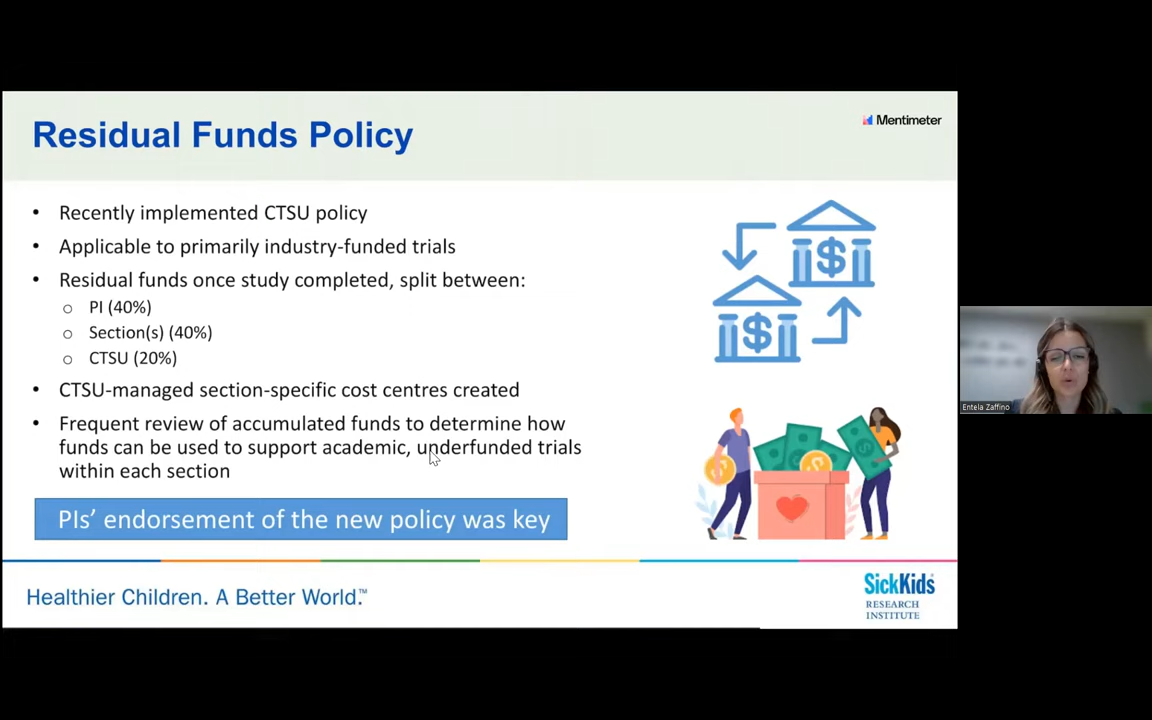 Residual Funds Policy
Mentimeter
• Recently implemented CTSU policy
• Applicable to primarily industry-funded trials
• Residual funds once study completed, split between:
o PI (40%)
o Section(s) (40%)
o CTSU (20%)
• CTSU-managed section-specific cost centres created
• Frequent review of accumulated funds to determine how
funds can be used to support academic, underfunded trials
within each section
PIs’ endorsement of the new policy was key
Healthier Children. A Better World.™
SickKids
RESEARCH
INSTITUTE
$
$
Entela Zaffino